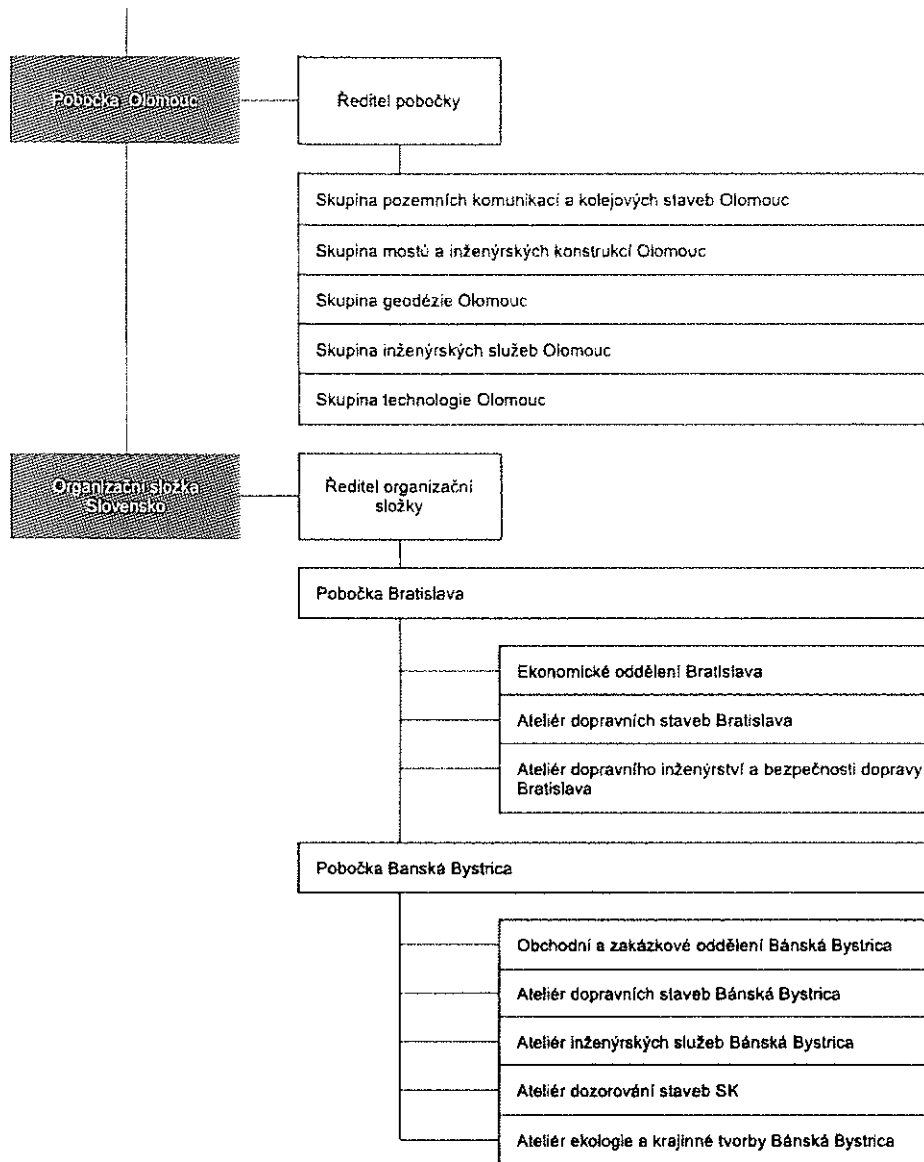 Pobočka Olomouc
Ředitel pobočky
Skupina pozemních komunikací a kolejových staveb Olomouc
Skupina mostů a inženýrských konstrukcí Olomouc
Skupina geodézie Olomouc
Skupina inženýrských služeb Olomouc
Skupina technologie Olomouc
Organizační složka
Slovensko
Ředitel organizační
složky
Pobočka Bratislava
Ekonomické oddělení Bratislava
Ateliér dopravních staveb Bratislava
Ateliér dopravního inženýrství a bezpečnosti dopravy
Bratislava
Pobočka Banská Bystrica
Obchodní a zakázkové oddělení Bánská Bystrica
Ateliér dopravních staveb Bánská Bystrica
Ateliér inženýrských služeb Bánská Bystrica
Ateliér dozorování staveb SK
Ateliér ekologie a krajinné tvorby Bánská Bystrica